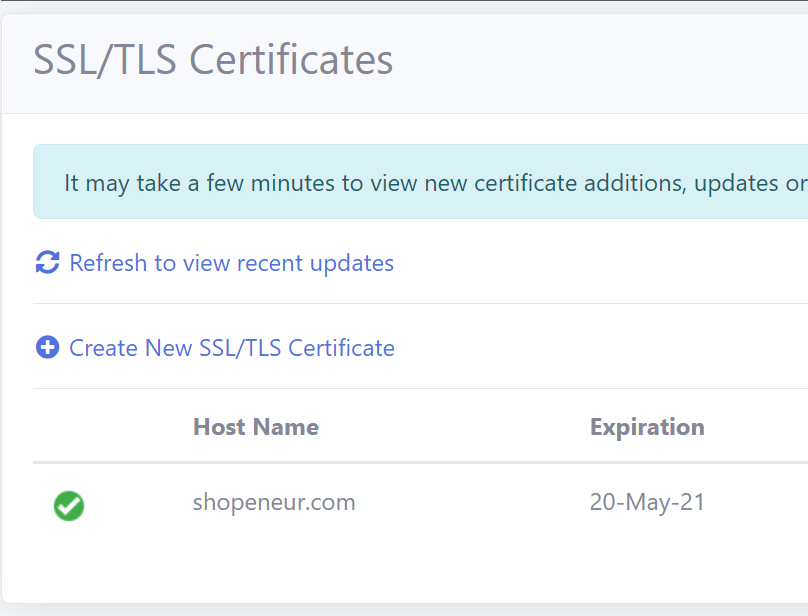 SSL/TLS Certificates
It may take a few minutes to view new certificate additions, updates or
Refresh to view recent updates
Create New SSL/TLS Certificate
Host Name Expiration
shopeneur.com 20-May-21